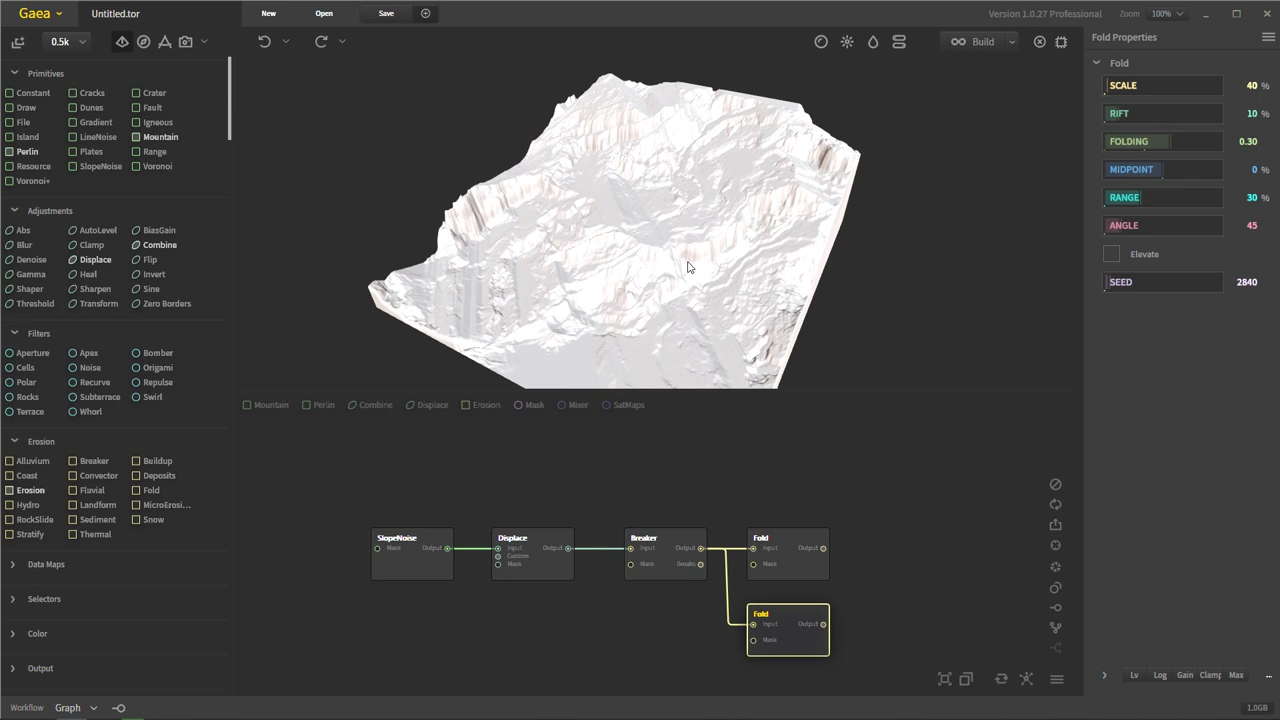 Gaea
Untitled.tor
New
Open
Save
Version 1.0.27 Professional
Zoom
100%
0.5k
Build
Fold Properties
Primitives
Constant Cracks Crater
Draw Dunes Fault
File Gradient Igneous
Island LineNoise Mountain
Perlin Plates Range
Resource SlopeNoise Voronoi
Voronoi+
Adjustments
Abs AutoLevel BiasGain
Blur Clamp Combine
Denoise Displace Flip
Gamma Heal Invert
Shaper Sharpen Sine
Threshold Transform Zero Borders
Filters
Aperture Apex Bomber
Cells Noise Origami
Polar Recurve Repulse
Rocks Subterrace Swirl
Terrace Whorl
Erosion
Alluvium Breaker Buildup
Coast Convector Deposits
Erosion Fluvial Fold
Hydro Landform MicroErosi...
RockSlide Sediment Snow
Stratify Thermal
Data Maps
Selectors
Color
Output
Mountain Perlin Combine Displace Erosion Mask Mixer SatMaps
SlopeNoise
Mask Output
Displace
Input Output
Custom
Mask
Breaker
Input Output
Mask Breaks
Fold
Input Output
Mask
Fold
Input Output
Mask
Fold
SCALE 40 %
RIFT 10 %
FOLDING 0.30
MIDPOINT 0 %
RANGE 30 %
ANGLE 45
Elevate
SEED 2840
Lv Log Gain Clamp Max ...
Workflow Graph
1.0GB